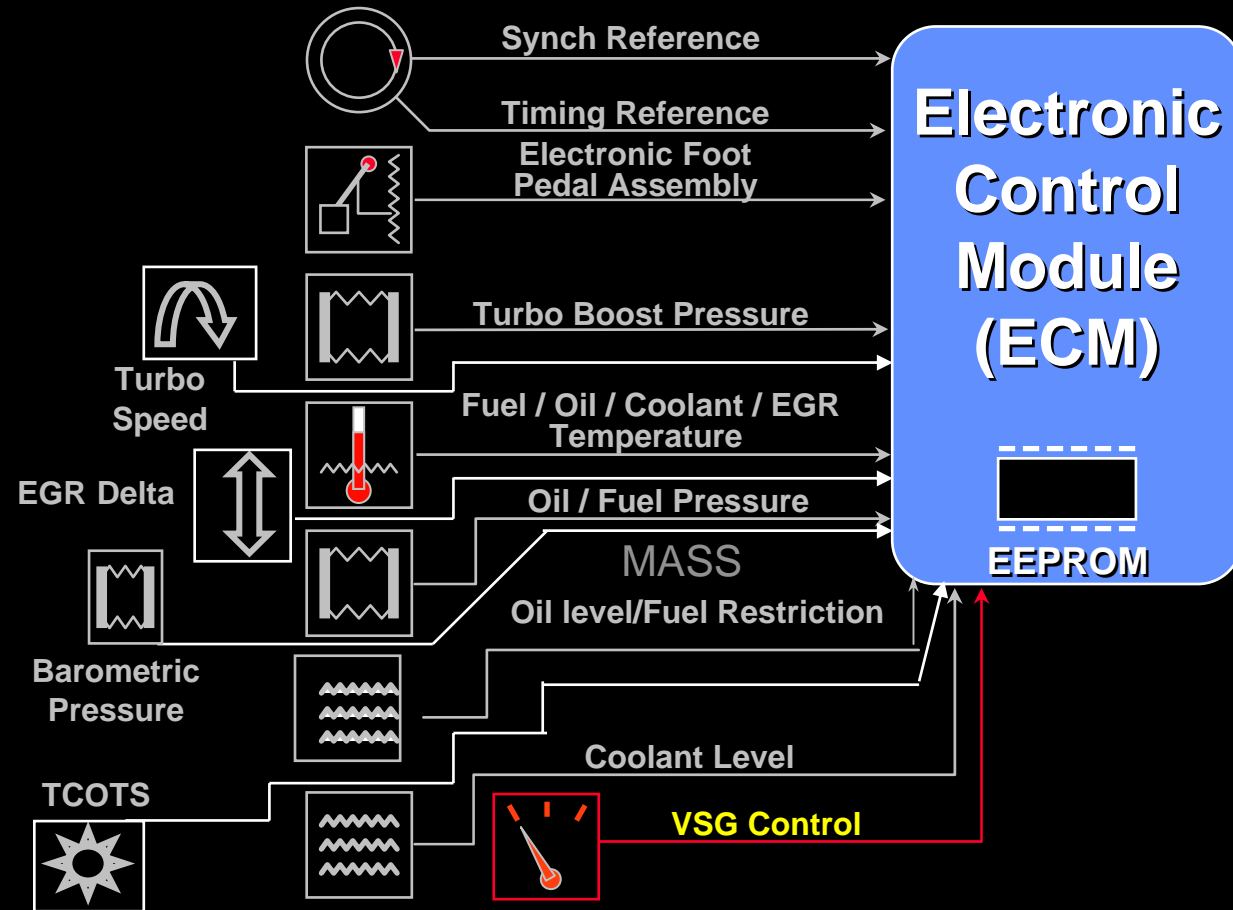 Synch Reference
Timing Reference
Electronic Foot
Pedal Assembly
Turbo Boost Pressure
Turbo
Speed
Fuel / Oil / Coolant / EGR
Temperature
EGR Delta
Oil / Fuel Pressure
MASS
Oil level/Fuel Restriction
Barometric
Pressure
Coolant Level
TCOTS
VSG Control
Electronic
Control
Module
(ECM)
EEPROM